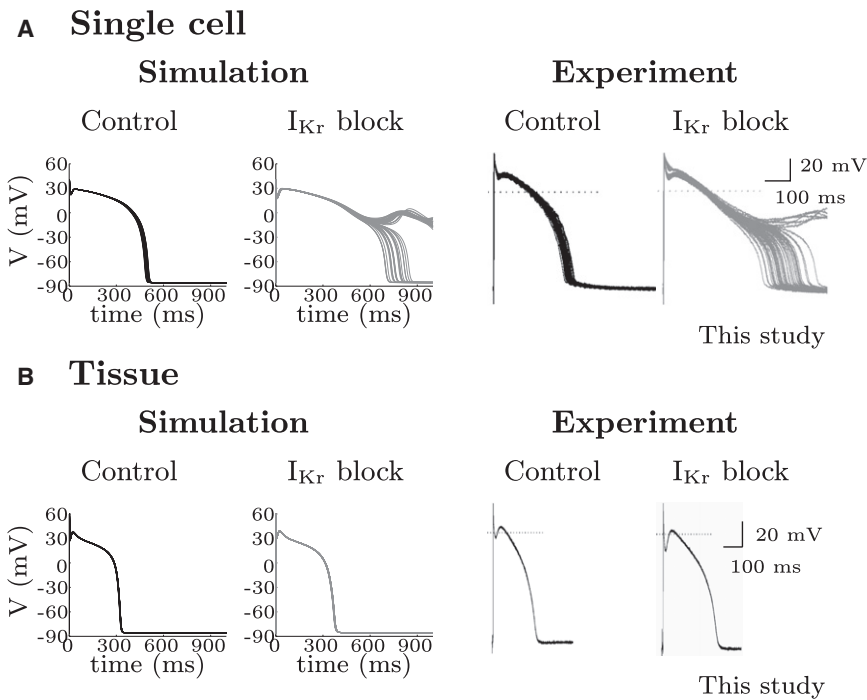 A Single cell
Simulation Experiment
Control I_Kr block Control I_Kr block
60
30
0
-30
-60
-90
V (mV)
0 300 600 900
time (ms)
60
30
0
-30
-60
-90
0 300 600 900
time (ms)
20 mV
100 ms
This study
B Tissue
Simulation Experiment
Control I_Kr block Control I_Kr block
60
30
0
-30
-60
-90
V (mV)
0 300 600 900
time (ms)
60
30
0
-30
-60
-90
0 300 600 900
time (ms)
20 mV
100 ms
This study